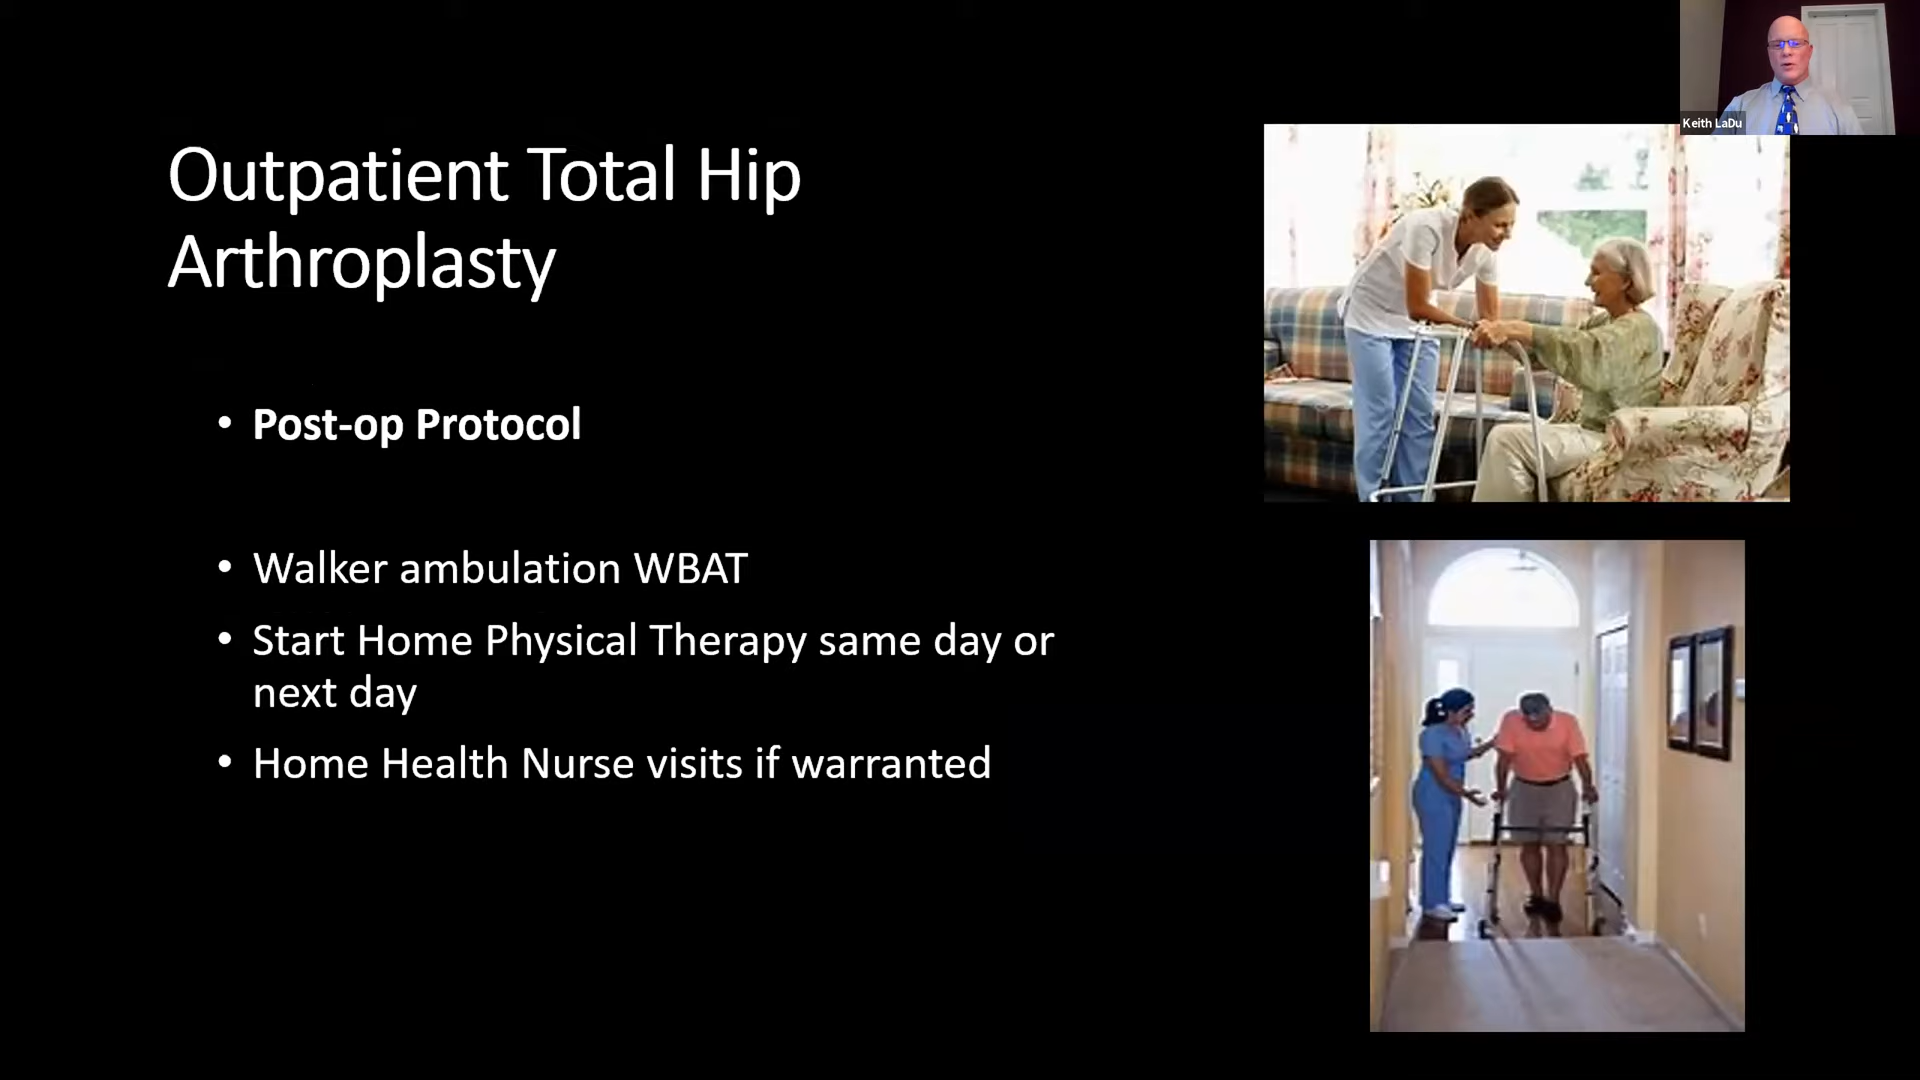 Keith LaDu
Outpatient Total Hip
Arthroplasty
• Post-op Protocol
• Walker ambulation WBAT
• Start Home Physical Therapy same day or
next day
• Home Health Nurse visits if warranted